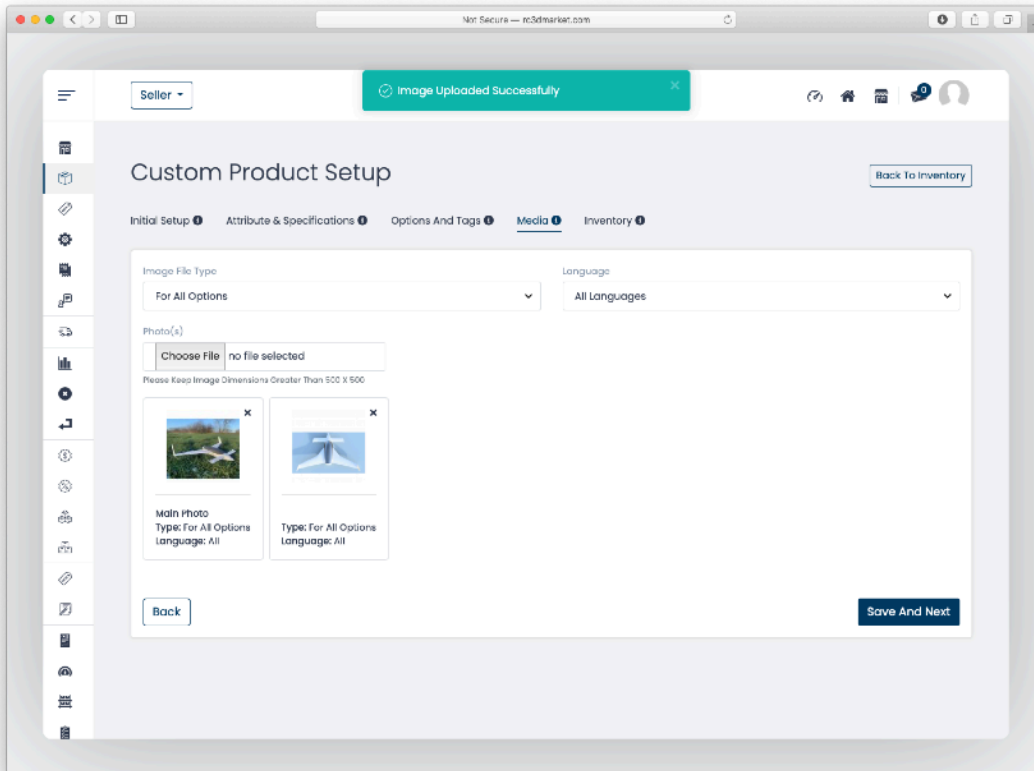 Not Secure — rc3dmarket.com
Seller
Image Uploaded Successfully
0
Custom Product Setup
Back To Inventory
Initial Setup
Attribute & Specifications
Options And Tags
Media
Inventory
Image File Type
Language
For All Options
All Languages
Photo(s)
Choose File no file selected
Please Keep Image Dimensions Greater Than 500 X 500
Main Photo
Type: For All Options
Language: All
Type: For All Options
Language: All
Back
Save And Next